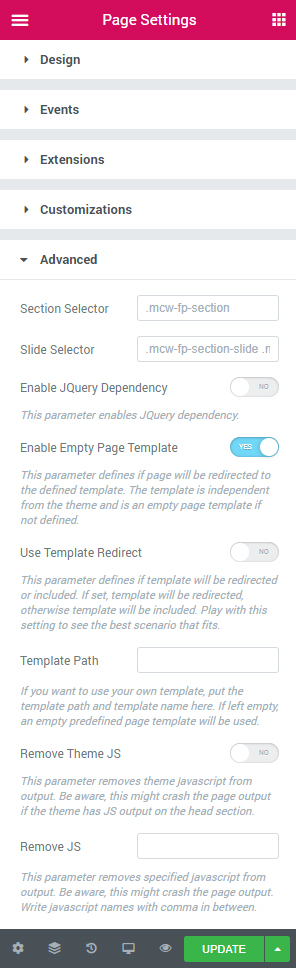 Page Settings
Design
Events
Extensions
Customizations
Advanced
Section Selector
.mcw-fp-section
Slide Selector
.mcw-fp-section-slide .n
Enable JQuery Dependency
NO
This parameter enables JQuery dependency.
Enable Empty Page Template
YES
This parameter defines if page will be redirected to
the defined template. The template is independent
from the theme and is an empty page template if
not defined.
Use Template Redirect
NO
This parameter defines if template will be redirected
or included. If set, template will be redirected,
otherwise template will be included. Play with this
setting to see the best scenario that fits.
Template Path
If you want to use your own template, put the
template path and template name here. If left empty,
an empty predefined page template will be used.
Remove Theme JS
NO
This parameter removes theme javascript from
output. Be aware, this might crash the page output
if the theme has JS output on the head section.
Remove JS
This parameter removes specified javascript from
output. Be aware, this might crash the page output.
Write javascript names with comma in between.
UPDATE